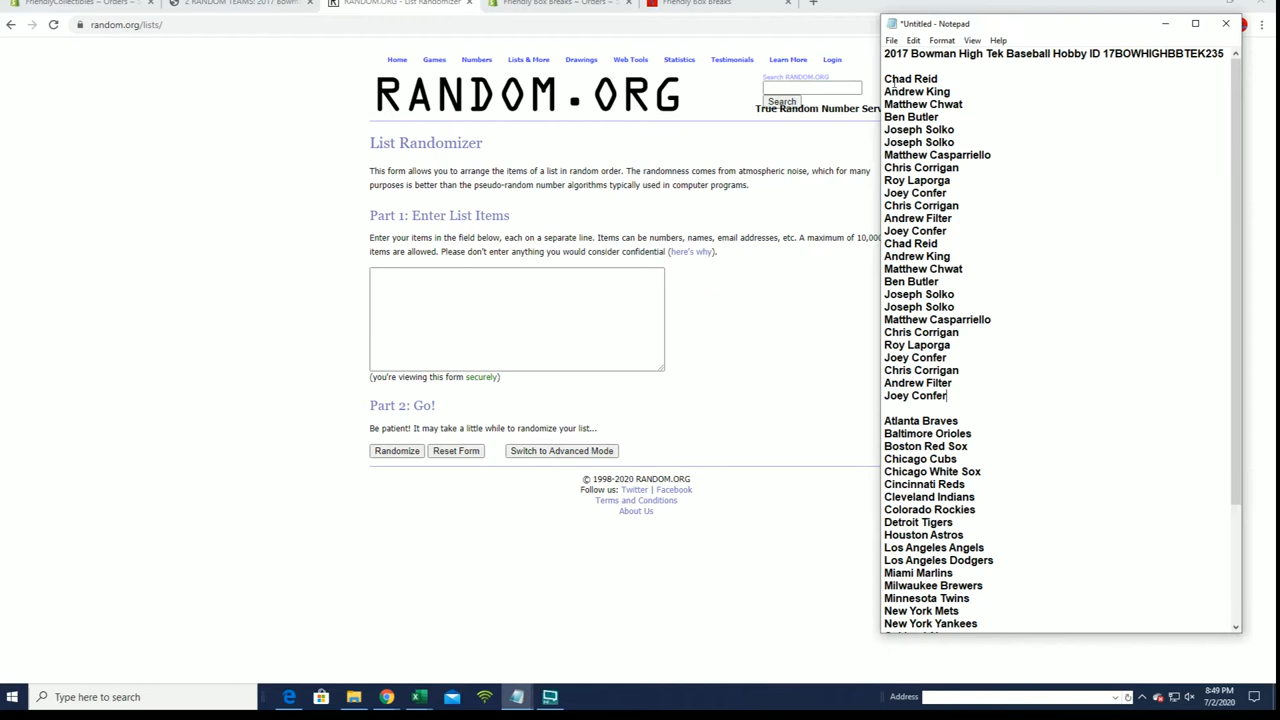 FriendlyCollectibles ~ Orders ~
2 RANDOM TEAMS: 2017 Bowm
RANDOM.ORG - List Randomizer
Friendly Box Breaks ~ Orders ~ S
Friendly Box Breaks
random.org/lists/
*Untitled - Notepad
File Edit Format View Help
Home Games Numbers Lists & More Drawings Web Tools Statistics Testimonials Learn More Login
RANDOM.ORG
Search RANDOM.ORG
Search
True Random Number Serv
List Randomizer
This form allows you to arrange the items of a list in random order. The randomness comes from atmospheric noise, which for many
purposes is better than the pseudo-random number algorithms typically used in computer programs.
Part 1: Enter List Items
Enter your items in the field below, each on a separate line. Items can be numbers, names, email addresses, etc. A maximum of 10,000
items are allowed. Please don't enter anything you would consider confidential (here's why).
(you're viewing this form securely)
Part 2: Go!
Be patient! It may take a little while to randomize your list...
Randomize Reset Form Switch to Advanced Mode
© 1998-2020 RANDOM.ORG
Follow us: Twitter | Facebook
Terms and Conditions
About Us
2017 Bowman High Tek Baseball Hobby ID 17BOWHIGHBBTEK235
Chad Reid
Andrew King
Matthew Chwat
Ben Butler
Joseph Solko
Joseph Solko
Matthew Casparriello
Chris Corrigan
Roy Laporga
Joey Confer
Chris Corrigan
Andrew Filter
Joey Confer
Chad Reid
Andrew King
Matthew Chwat
Ben Butler
Joseph Solko
Joseph Solko
Matthew Casparriello
Chris Corrigan
Roy Laporga
Joey Confer
Chris Corrigan
Andrew Filter
Joey Confer
Atlanta Braves
Baltimore Orioles
Boston Red Sox
Chicago Cubs
Chicago White Sox
Cincinnati Reds
Cleveland Indians
Colorado Rockies
Detroit Tigers
Houston Astros
Los Angeles Angels
Los Angeles Dodgers
Miami Marlins
Milwaukee Brewers
Minnesota Twins
New York Mets
New York Yankees
Type here to search
Address
8:49 PM
7/2/2020